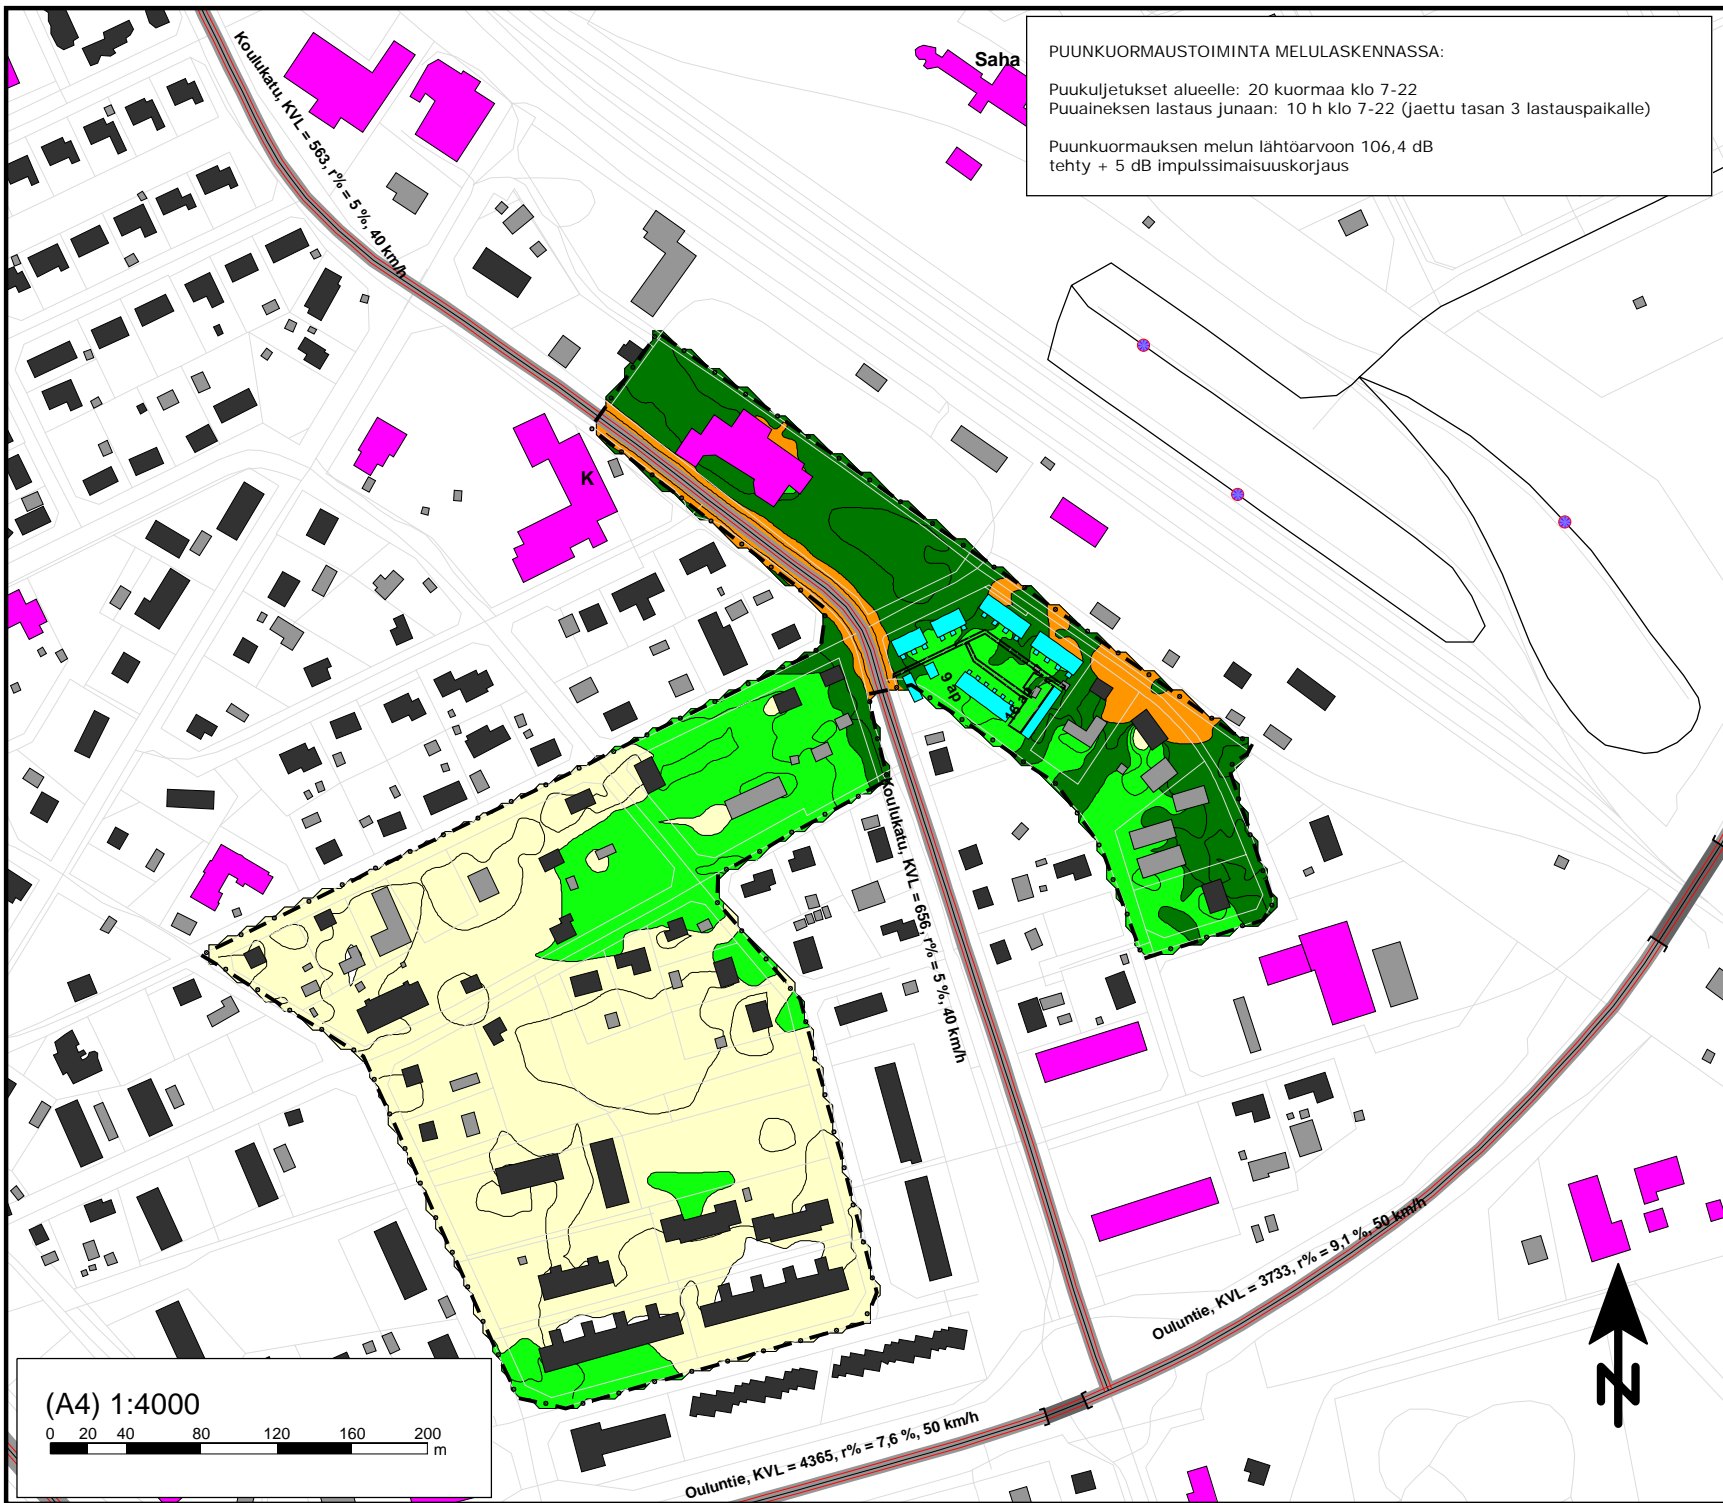 Koulukatu, KVL = 563, r% = 5 %, 40 km/h
Saha
PUUNKUORMAUSTOIMINTA MELULASKENNASSA:
Puukuljetukset alueelle: 20 kuormaa klo 7-22
Puuaineksen lastaus junaan: 10 h klo 7-22 (jaettu tasan 3 lastauspaikalle)
Puunkuormauksen melun lähtöarvoon 106,4 dB
tehty + 5 dB impulssimaisuuskorjaus
K
9 ap
Koulukatu, KVL = 656, r% = 5 %, 40 km/h
Ouluntie, KVL = 3733, r% = 9,1 %, 50 km/h
Ouluntie, KVL = 4365, r% = 7,6 %, 50 km/h
(A4) 1:4000
0 20 40 80 120 160 200
m
N